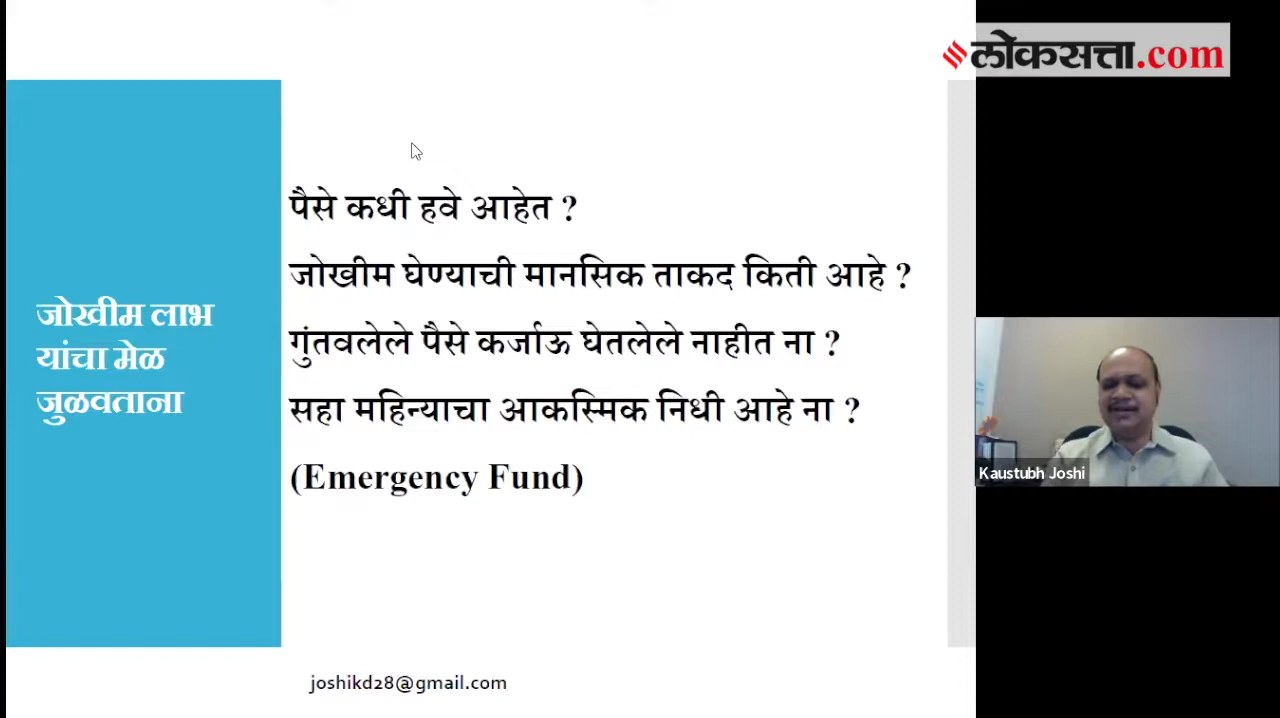 लोकसत्ता.com
जोखीम लाभ
यांचा मेळ
जुळवताना
पैसे कधी हवे आहेत ?
जोखीम घेण्याची मानसिक ताकद किती आहे ?
गुंतवलेले पैसे कर्जाऊ घेतलेले नाहीत ना ?
सहा महिन्याचा आकस्मिक निधी आहे ना ?
(Emergency Fund)
joshikd28@gmail.com
Kaustubh Joshi